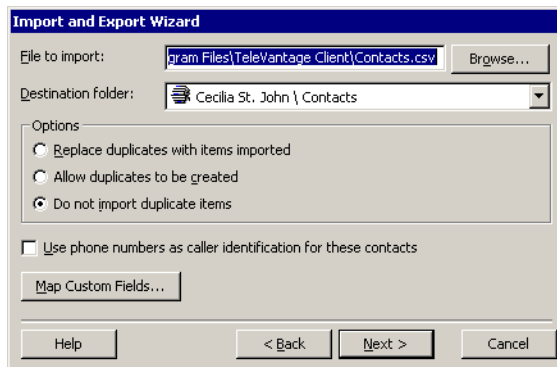 Import and Export Wizard
File to import:
gram Files\TeleVantage Client\Contacts.csv
Browse...
Destination folder:
Cecilia St. John \ Contacts
Options
Replace duplicates with items imported
Allow duplicates to be created
Do not import duplicate items
Use phone numbers as caller identification for these contacts
Map Custom Fields...
Help
< Back
Next >
Cancel